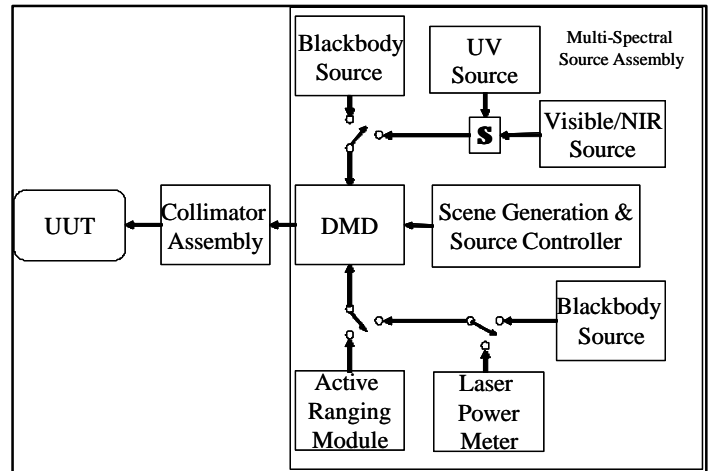 Blackbody
Source
UV
Source
Multi-Spectral
Source Assembly
S
Visible/NIR
Source
UUT
Collimator
Assembly
DMD
Scene Generation &
Source Controller
Blackbody
Source
Active
Ranging
Module
Laser
Power
Meter